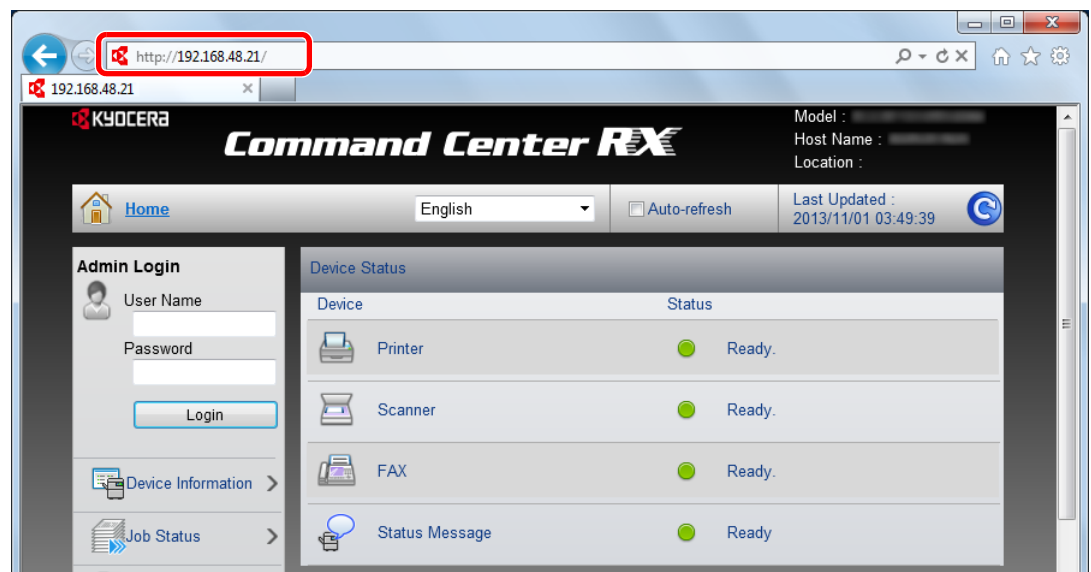 http://192.168.48.21/
192.168.48.21
KYOCERA
Command Center RX
Model :
Host Name :
Location :
Home
English
Auto-refresh
Last Updated :
2013/11/01 03:49:39
Admin Login
User Name
Password
Login
Device Information
Job Status
Device Status
Device Status
Printer Ready.
Scanner Ready.
FAX Ready.
Status Message Ready